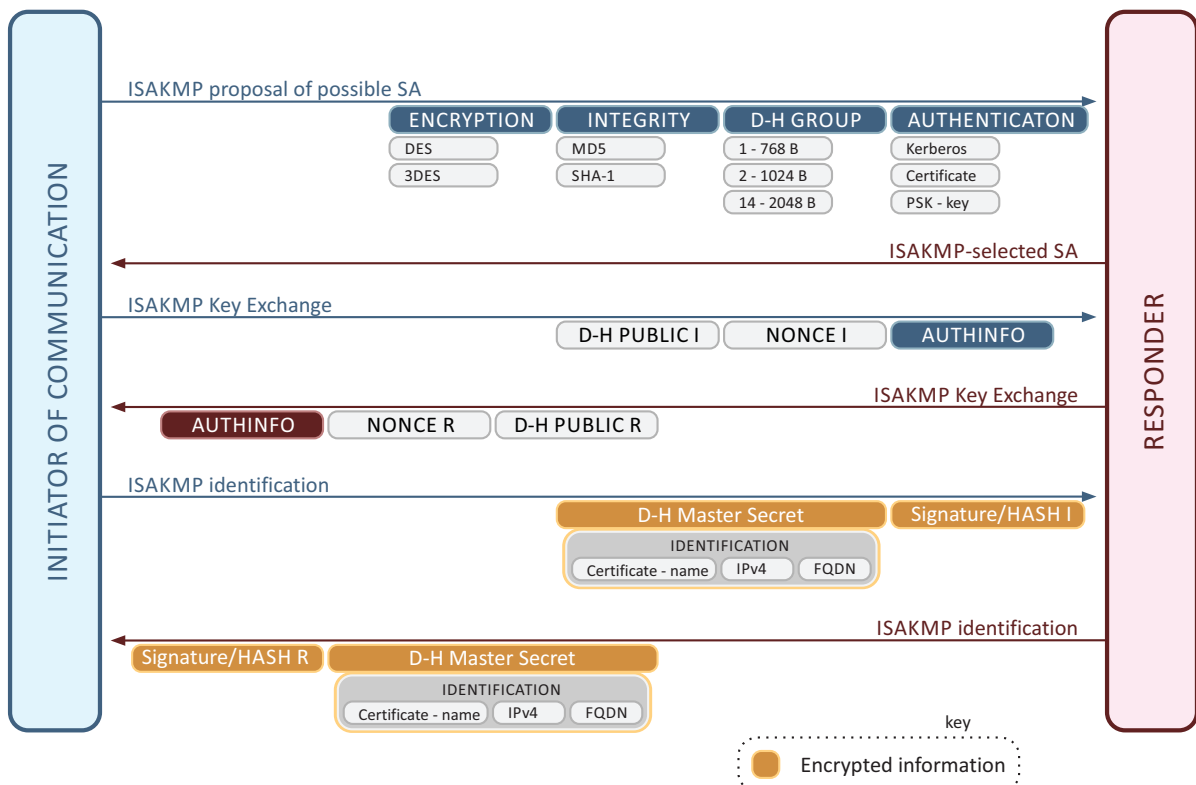 INITIATOR OF COMMUNICATION
RESPONDER
ISAKMP proposal of possible SA
ENCRYPTION INTEGRITY D-H GROUP AUTHENTICATON
DES MD5 1 - 768 B Kerberos
3DES SHA-1 2 - 1024 B Certificate
14 - 2048 B PSK - key
ISAKMP-selected SA
ISAKMP Key Exchange
D-H PUBLIC I NONCE I AUTHINFO
ISAKMP Key Exchange
AUTHINFO NONCE R D-H PUBLIC R
ISAKMP identification
D-H Master Secret Signature/HASH I
IDENTIFICATION
Certificate - name IPv4 FQDN
ISAKMP identification
Signature/HASH R D-H Master Secret
IDENTIFICATION
Certificate - name IPv4 FQDN
key
Encrypted information